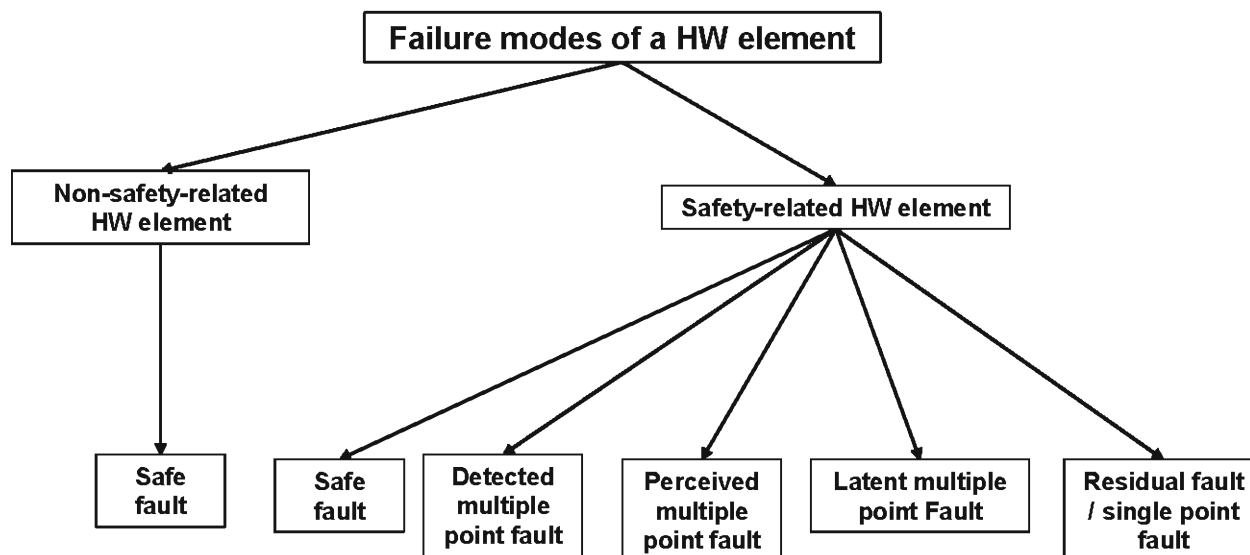 Failure modes of a HW element
Non-safety-related
HW element
Safety-related HW element
Safe
fault
Safe
fault
Detected
multiple
point fault
Perceived
multiple
point fault
Latent multiple
point Fault
Residual fault
/ single point
fault